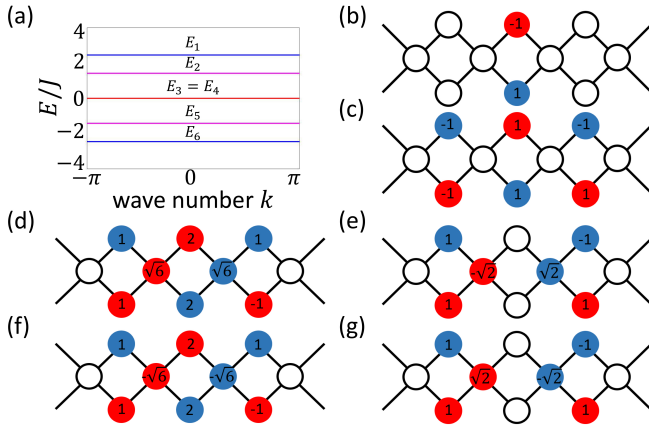 (a)
4
2
0
−2
−4
E/J
E₁
E₂
E₃ = E₄
E₅
E₆
−π
0
π
wave number k
(b)
-1
1
(c)
-1 1 -1
-1 1 1
(d)
1 2 1
√6 √6
1 2 -1
(e)
1 -1
-√2 √2
1 1
(f)
1 2 1
-√6 -√6
1 2 -1
(g)
1 -1
√2 -√2
1 1